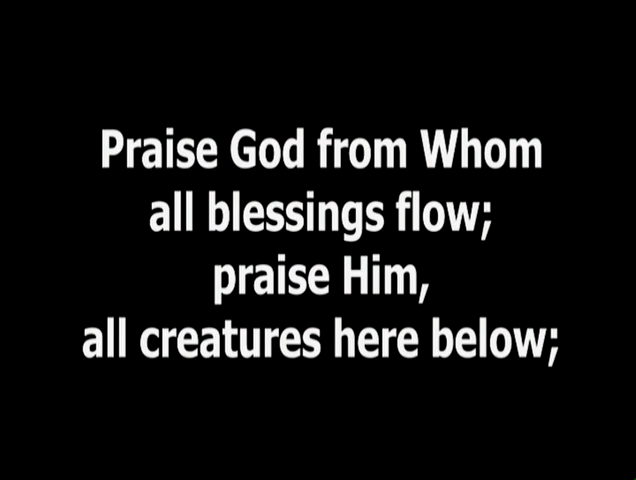 Praise God from Whom
all blessings flow;
praise Him,
all creatures here below;